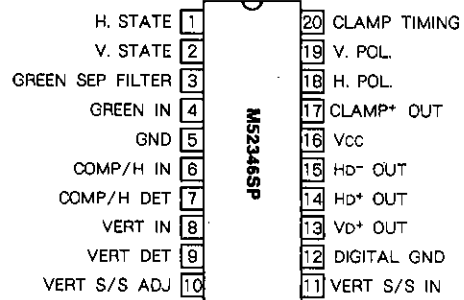 H. STATE 1 20 CLAMP TIMING
V. STATE 2 19 V. POL.
GREEN SEP FILTER 3 18 H. POL.
GREEN IN 4 17 CLAMP+ OUT
GND 5 16 VCC
COMP/H IN 6 15 HD- OUT
COMP/H DET 7 14 HD+ OUT
VERT IN 8 13 VD+ OUT
VERT DET 9 12 DIGITAL GND
VERT S/S ADJ 10 11 VERT S/S IN
M52346SP